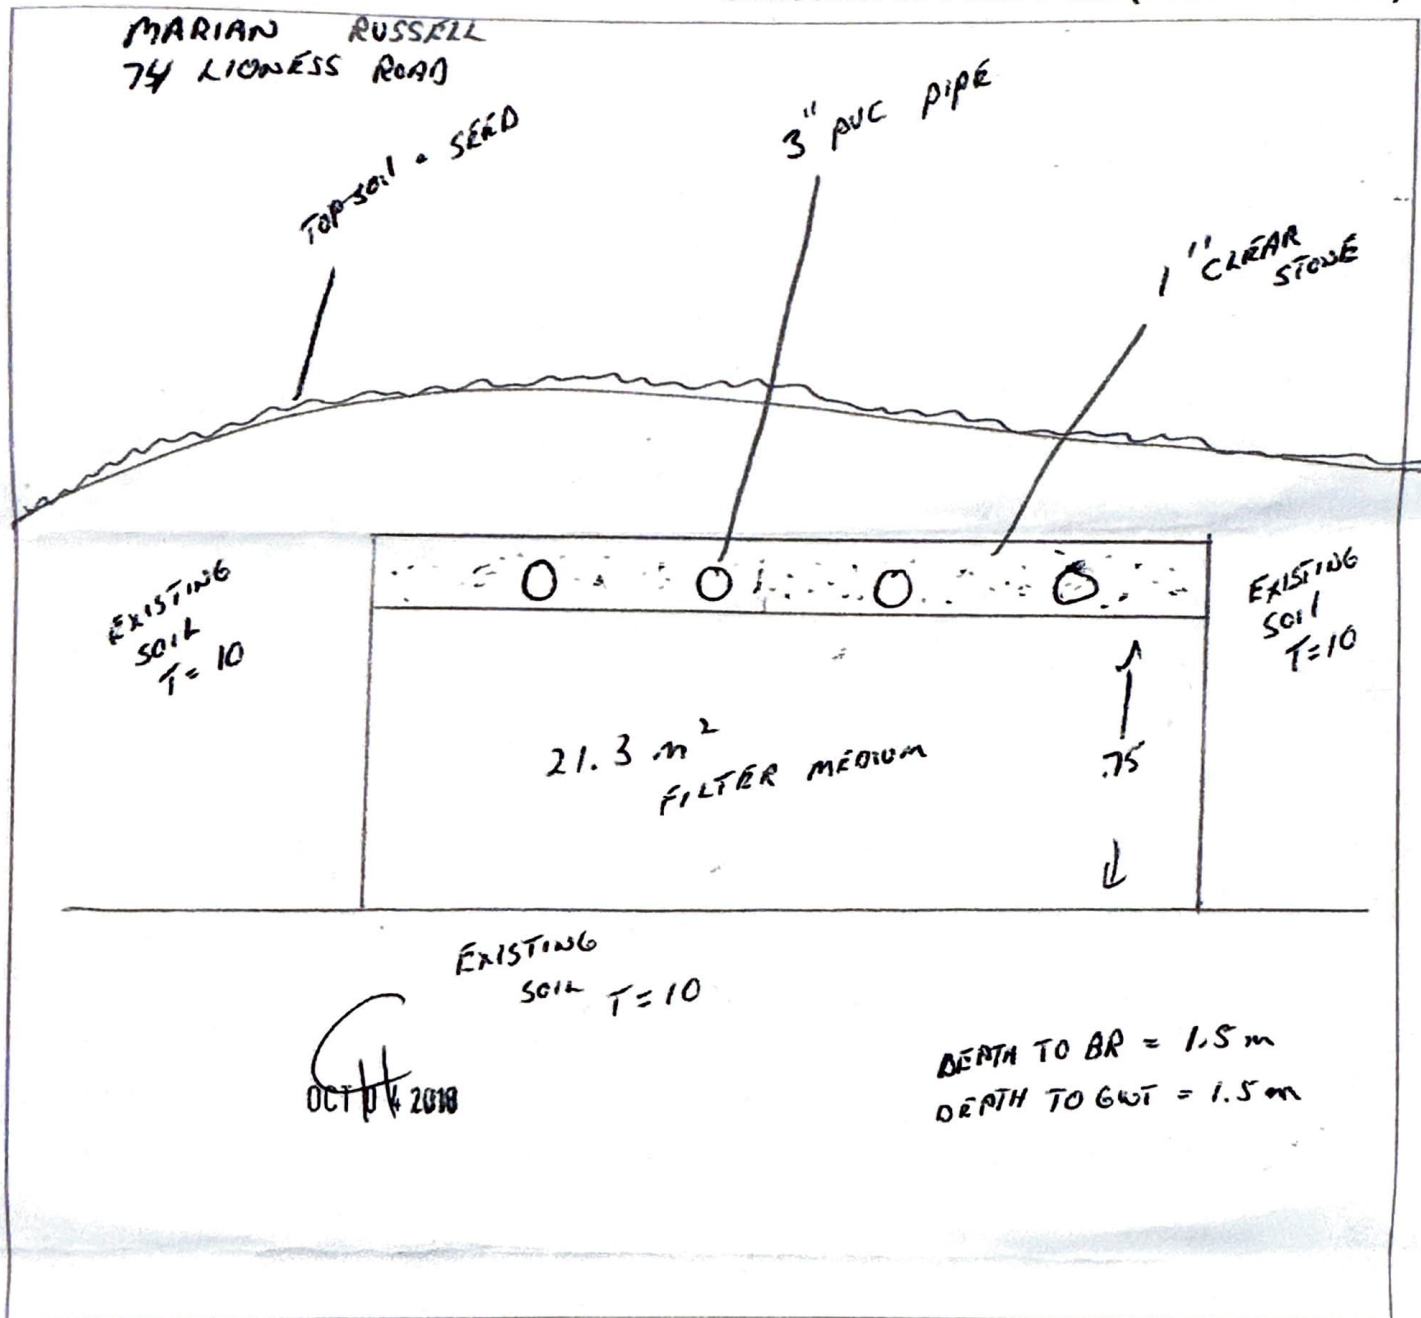 MARIAN RUSSELL
74 LIONESS ROAD
TOP-SOIL • SEED
3" PVC PIPE
1" CLEAR
STONE
EXISTING
SOIL
T= 10
EXISTING
SOIL
T=10
21.3 m²
FILTER MEDIUM
.75
EXISTING
SOIL T=10
OCT 04 2018
DEPTH TO BR = 1.5m
DEPTH TO GWT = 1.5m